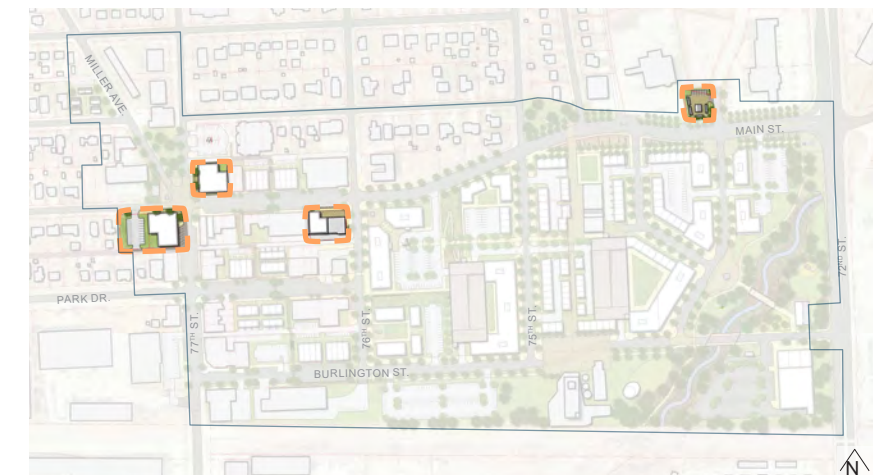 MILLER AVE.
MAIN ST.
72ND ST.
PARK DR.
77TH ST.
76TH ST.
75TH ST.
BURLINGTON ST.
N